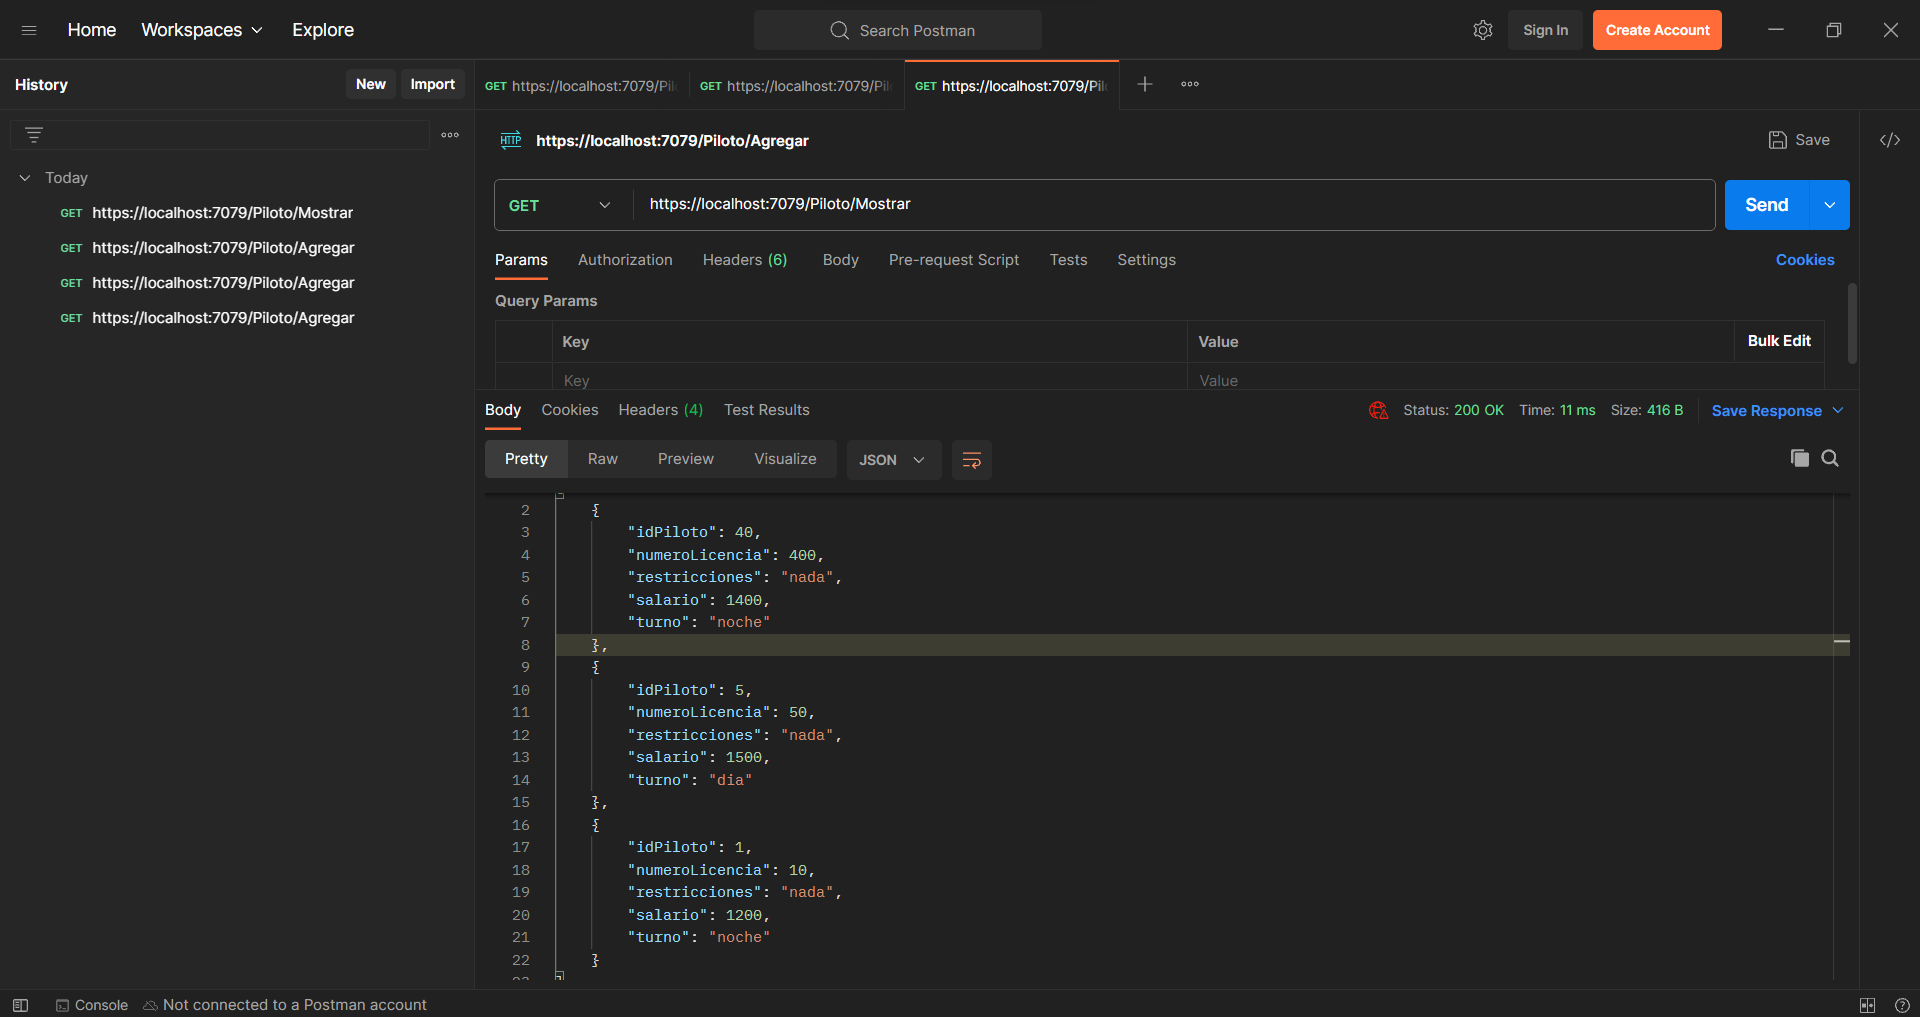 Home Workspaces Explore Search Postman Sign In Create Account
History New Import
GET https://localhost:7079/Pil GET https://localhost:7079/Pil GET https://localhost:7079/Pil
Today
GET https://localhost:7079/Piloto/Mostrar
GET https://localhost:7079/Piloto/Agregar
GET https://localhost:7079/Piloto/Agregar
GET https://localhost:7079/Piloto/Agregar
HTTP https://localhost:7079/Piloto/Agregar Save
GET https://localhost:7079/Piloto/Mostrar Send
Params Authorization Headers (6) Body Pre-request Script Tests Settings Cookies
Query Params
Key Value Bulk Edit
Key Value
Body Cookies Headers (4) Test Results Status: 200 OK Time: 11 ms Size: 416 B Save Response
Pretty Raw Preview Visualize JSON
2 {
3 "idPiloto": 40,
4 "numeroLicencia": 400,
5 "restricciones": "nada",
6 "salario": 1400,
7 "turno": "noche"
8 },
9 {
10 "idPiloto": 5,
11 "numeroLicencia": 50,
12 "restricciones": "nada",
13 "salario": 1500,
14 "turno": "dia"
15 },
16 {
17 "idPiloto": 1,
18 "numeroLicencia": 10,
19 "restricciones": "nada",
20 "salario": 1200,
21 "turno": "noche"
22 }
Console Not connected to a Postman account